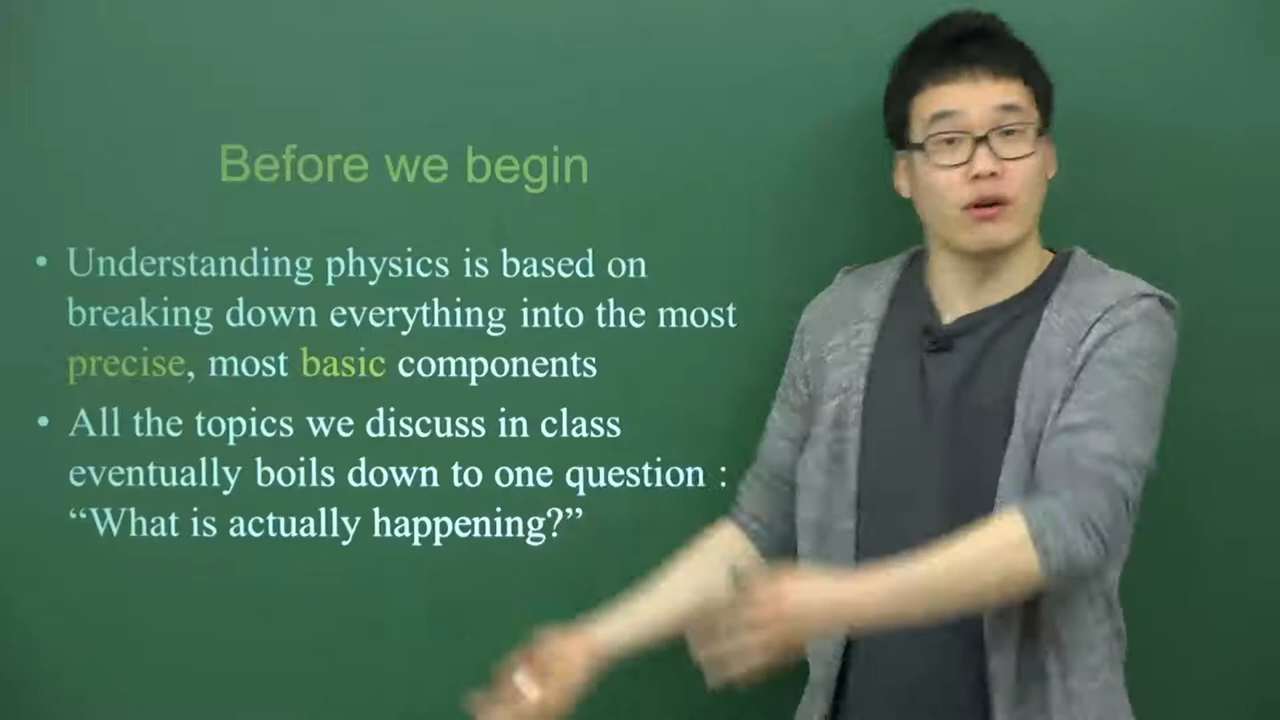 Before we begin
• Understanding physics is based on
breaking down everything into the most
precise, most basic components
• All the topics we discuss in class
eventually boils down to one question :
“What is actually happening?”